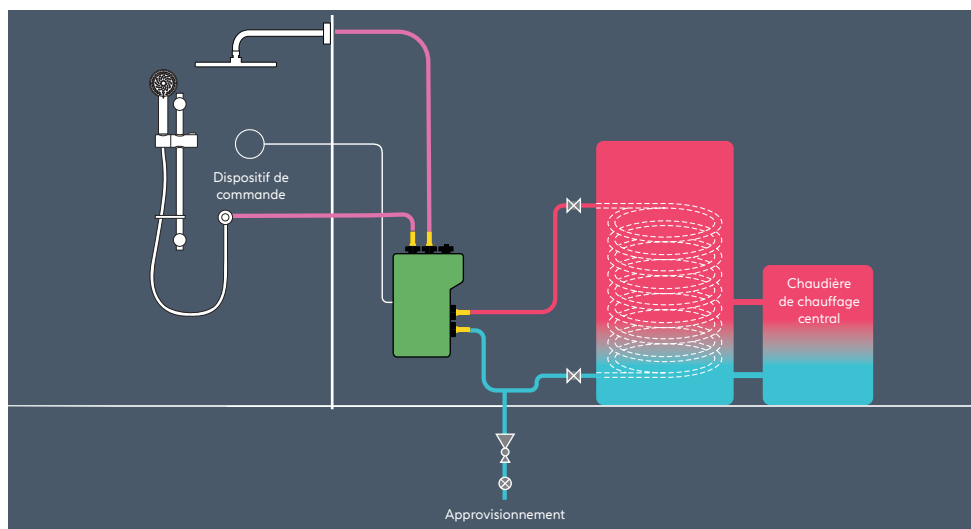 Dispositif de
commande
Chaudière
de chauffage
central
Approvisionnement